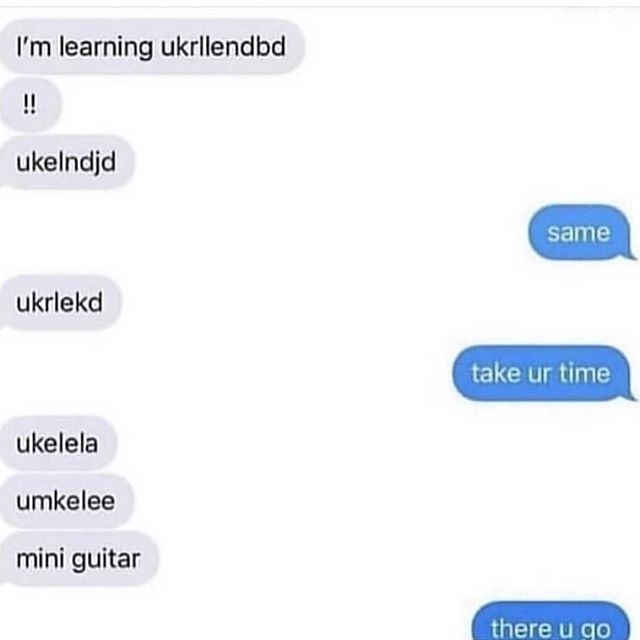 I'm learning ukrllendbd
!!
ukelndjd
same
ukrlekd
take ur time
ukelela
umkelee
mini guitar
there u go